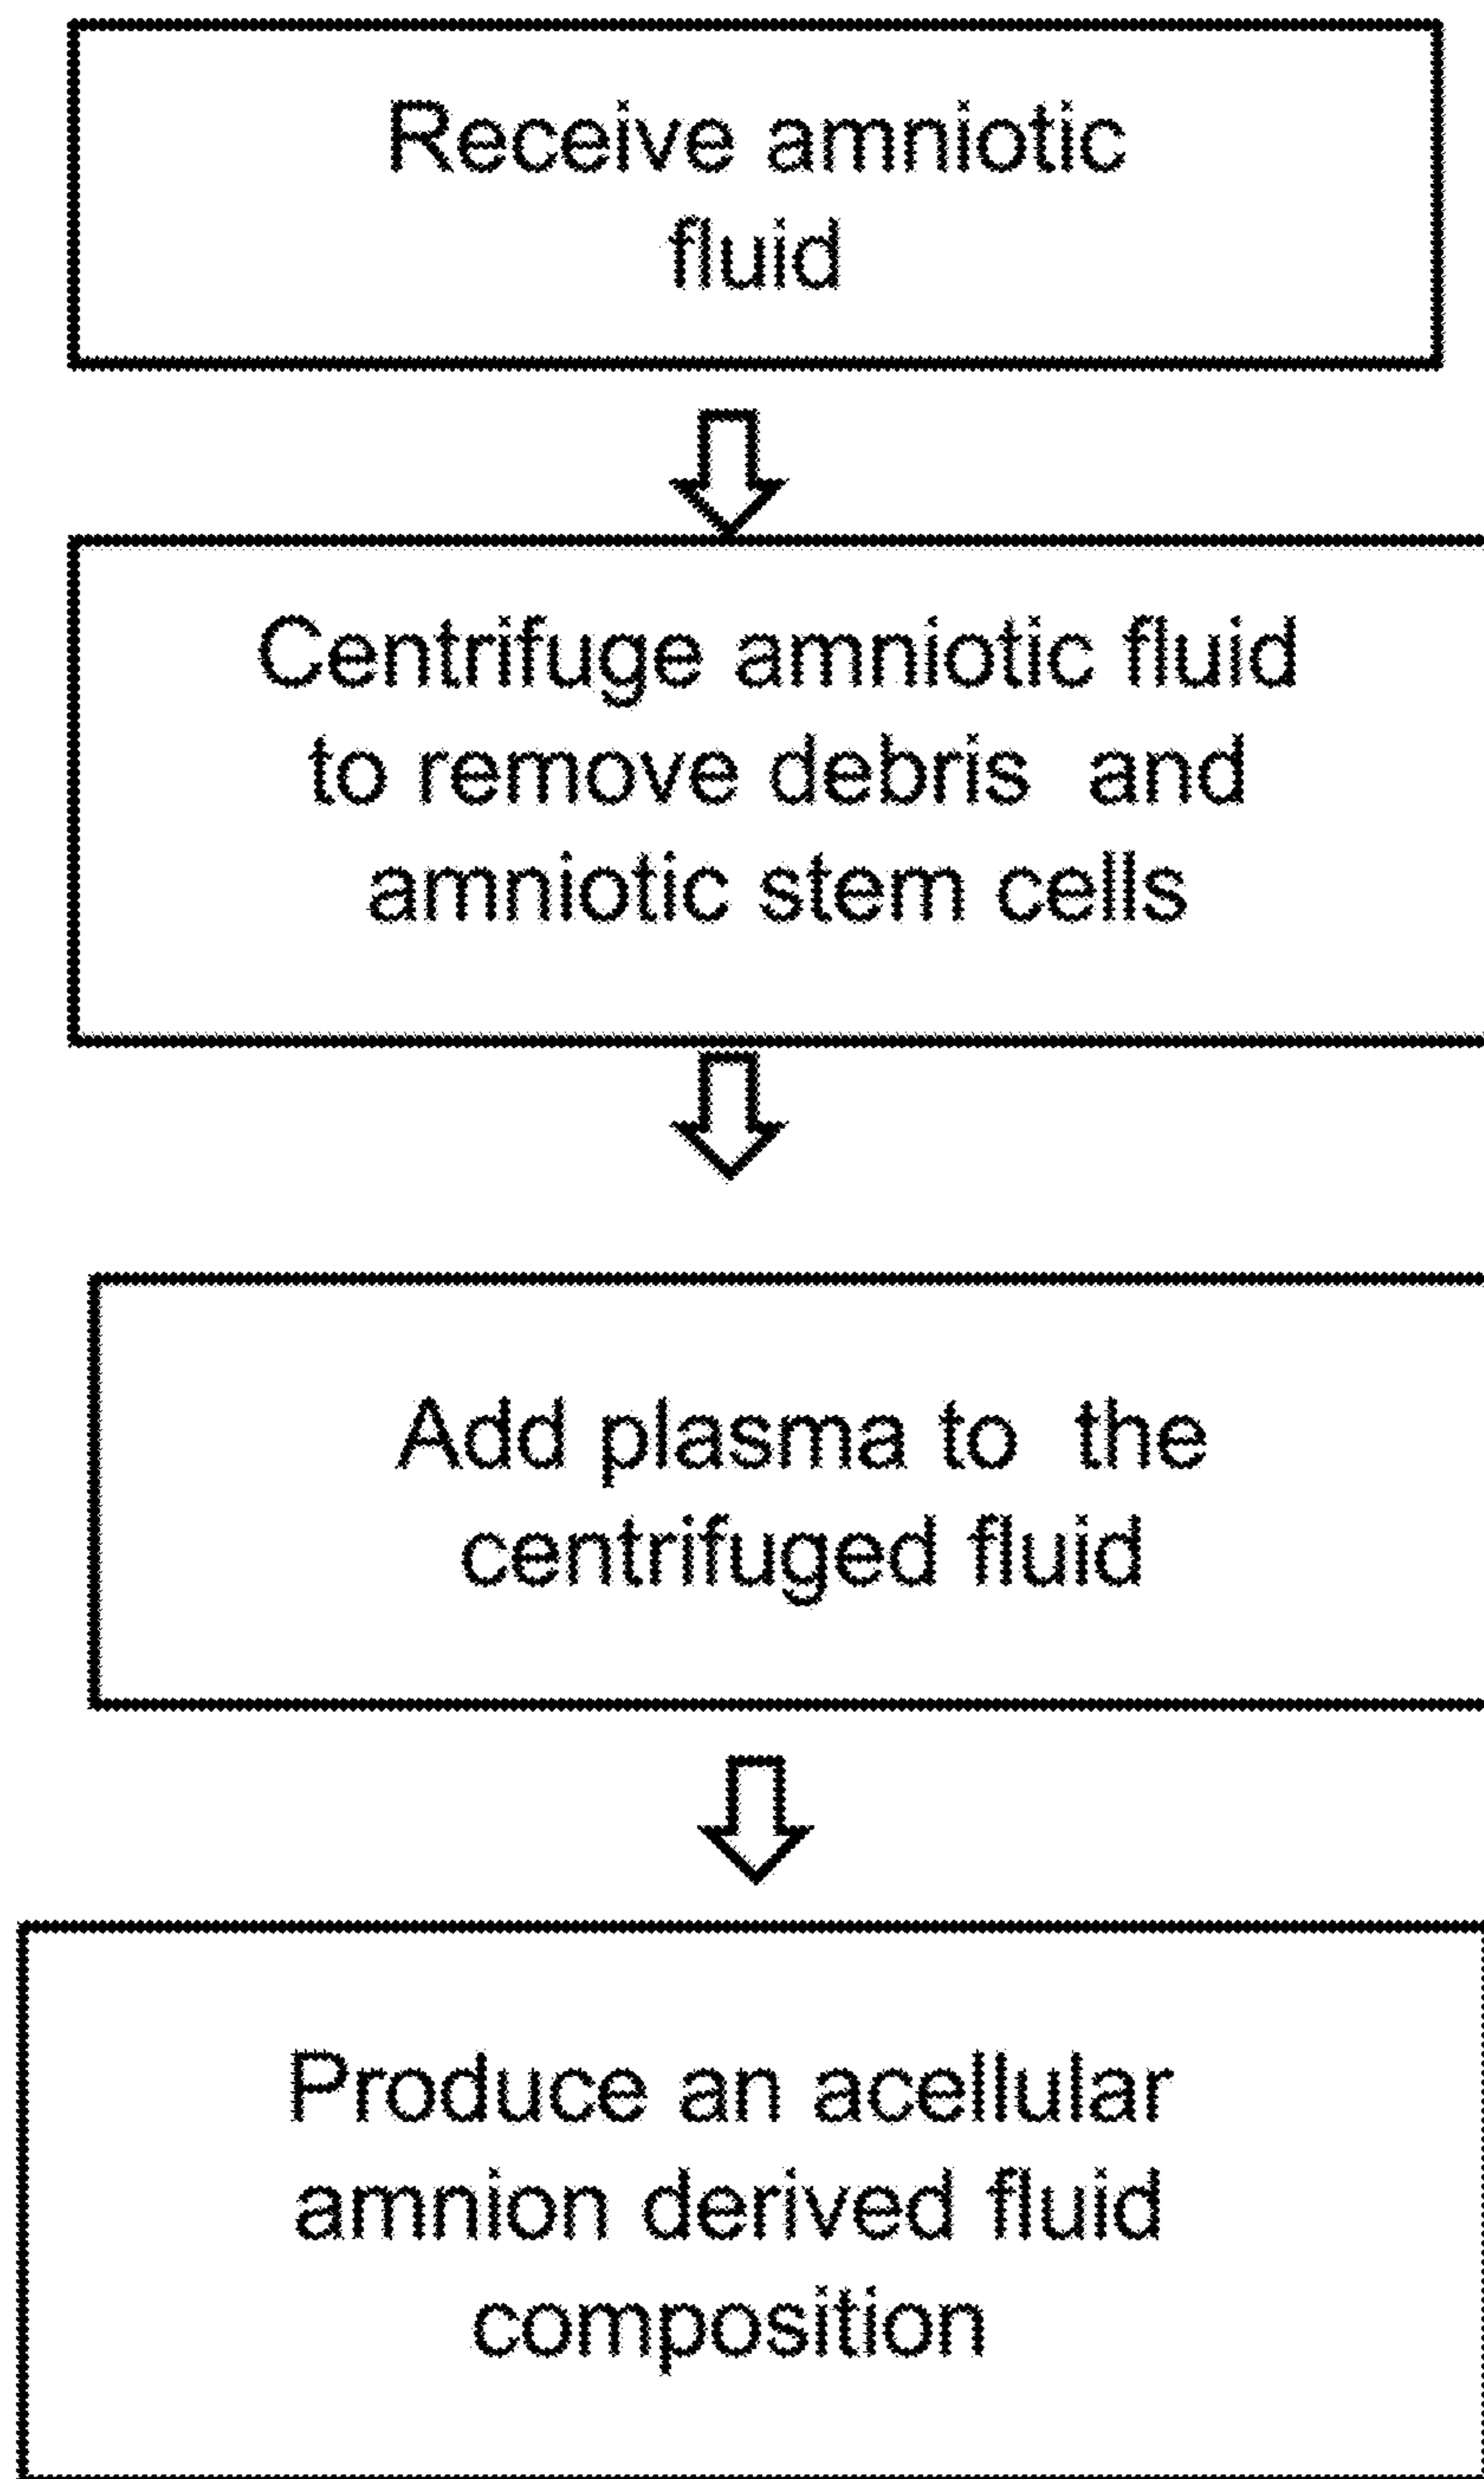 Receive amniotic
fluid
Centrifuge amniotic fluid
to remove debris and
amniotic stem cells
Add plasma to the
centrifuged fluid
Produce an acellular
amnion derived fluid
composition